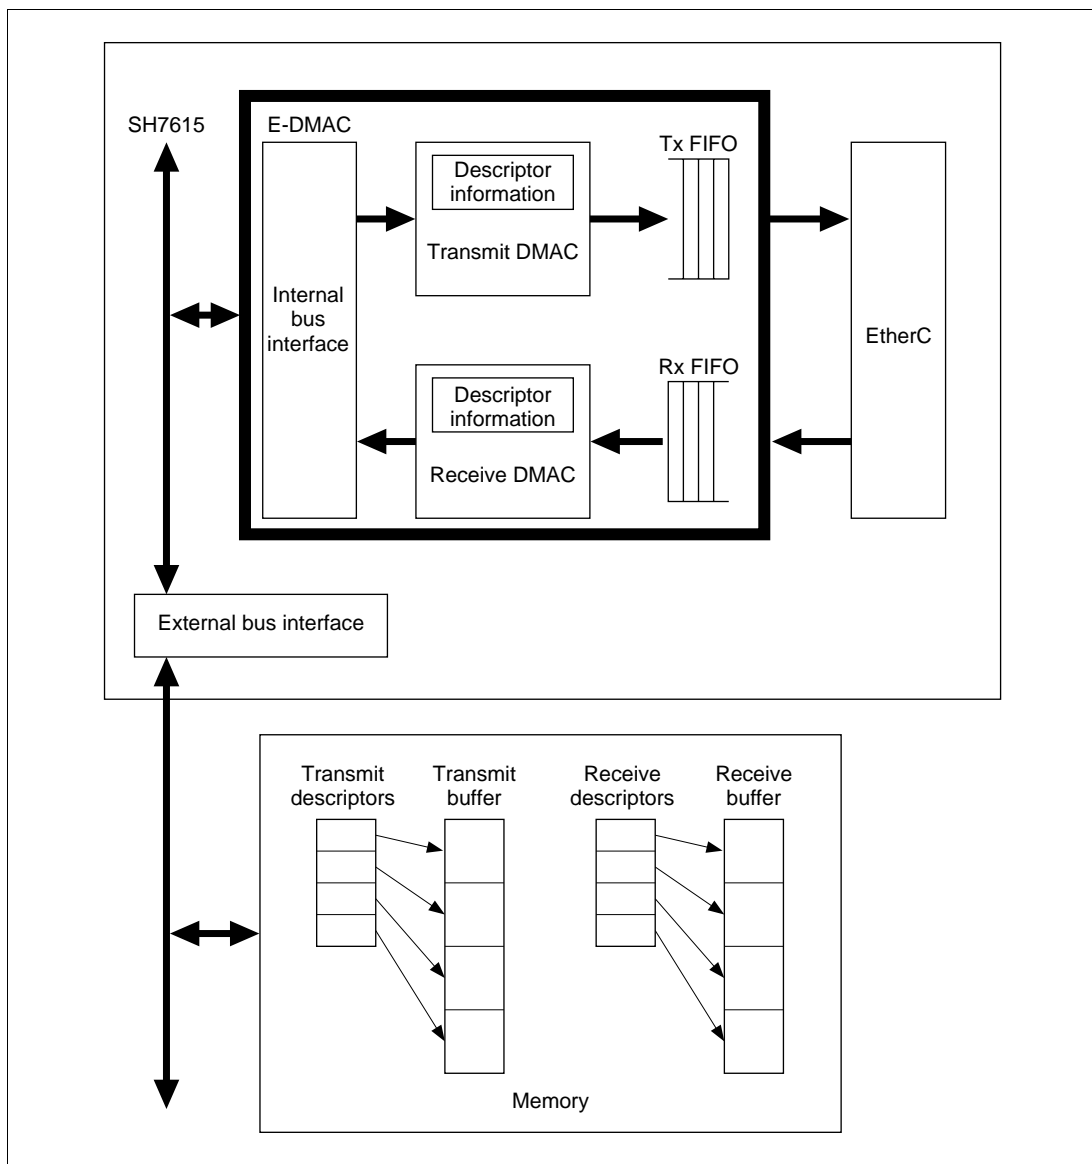 SH7615
E-DMAC
Tx FIFO
Descriptor
information
Transmit DMAC
Internal
bus
interface
EtherC
Rx FIFO
Descriptor
information
Receive DMAC
External bus interface
Transmit
descriptors
Transmit
buffer
Receive
descriptors
Receive
buffer
Memory